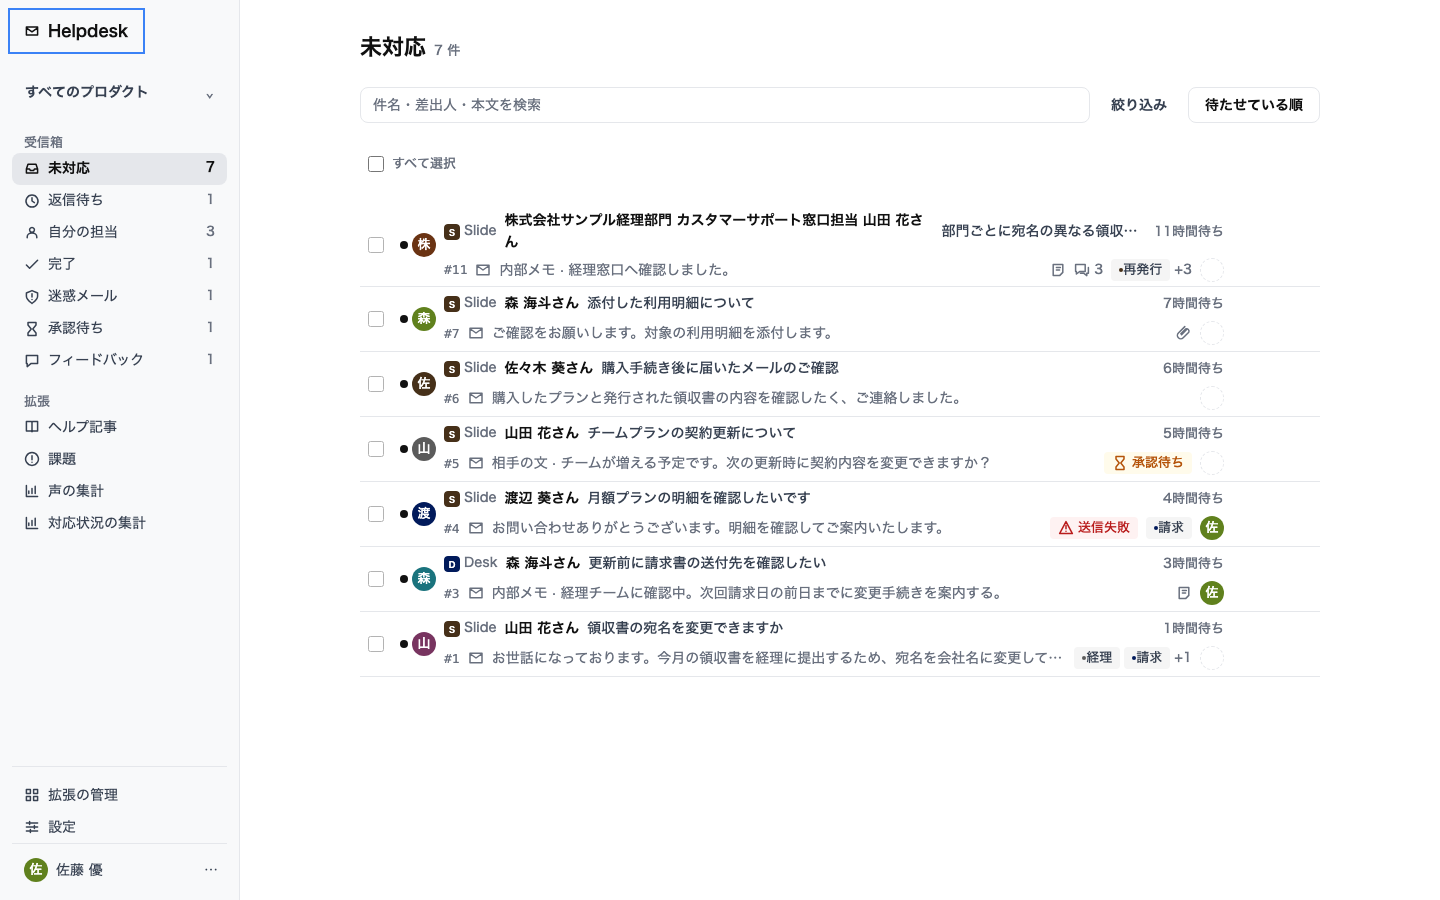 Helpdesk
すべてのプロダクト
受信箱
未対応 7
返信待ち 1
自分の担当 3
完了 1
迷惑メール 1
承認待ち 1
フィードバック 1
拡張
ヘルプ記事
課題
声の集計
対応状況の集計
拡張の管理
設定
佐 佐藤 優 …
未対応 7 件
件名・差出人・本文を検索 絞り込み 待たせている順
すべて選択
株 S Slide 株式会社サンプル経理部門 カスタマーサポート窓口担当 山田 花さ
ん
部門ごとに宛名の異なる領収… 11時間待ち
#11 内部メモ · 経理窓口へ確認しました。 3 •再発行 +3
森 S Slide 森 海斗さん 添付した利用明細について 7時間待ち
#7 ご確認をお願いします。対象の利用明細を添付します。
佐 S Slide 佐々木 葵さん 購入手続き後に届いたメールのご確認 6時間待ち
#6 購入したプランと発行された領収書の内容を確認したく、ご連絡しました。
山 S Slide 山田 花さん チームプランの契約更新について 5時間待ち
#5 相手の文 · チームが増える予定です。次の更新時に契約内容を変更できますか？ 承認待ち
渡 S Slide 渡辺 葵さん 月額プランの明細を確認したいです 4時間待ち
#4 お問い合わせありがとうございます。明細を確認してご案内いたします。 送信失敗 •請求 佐
森 D Desk 森 海斗さん 更新前に請求書の送付先を確認したい 3時間待ち
#3 内部メモ · 経理チームに確認中。次回請求日の前日までに変更手続きを案内する。 佐
山 S Slide 山田 花さん 領収書の宛名を変更できますか 1時間待ち
#1 お世話になっております。今月の領収書を経理に提出するため、宛名を会社名に変更して… •経理 •請求 +1